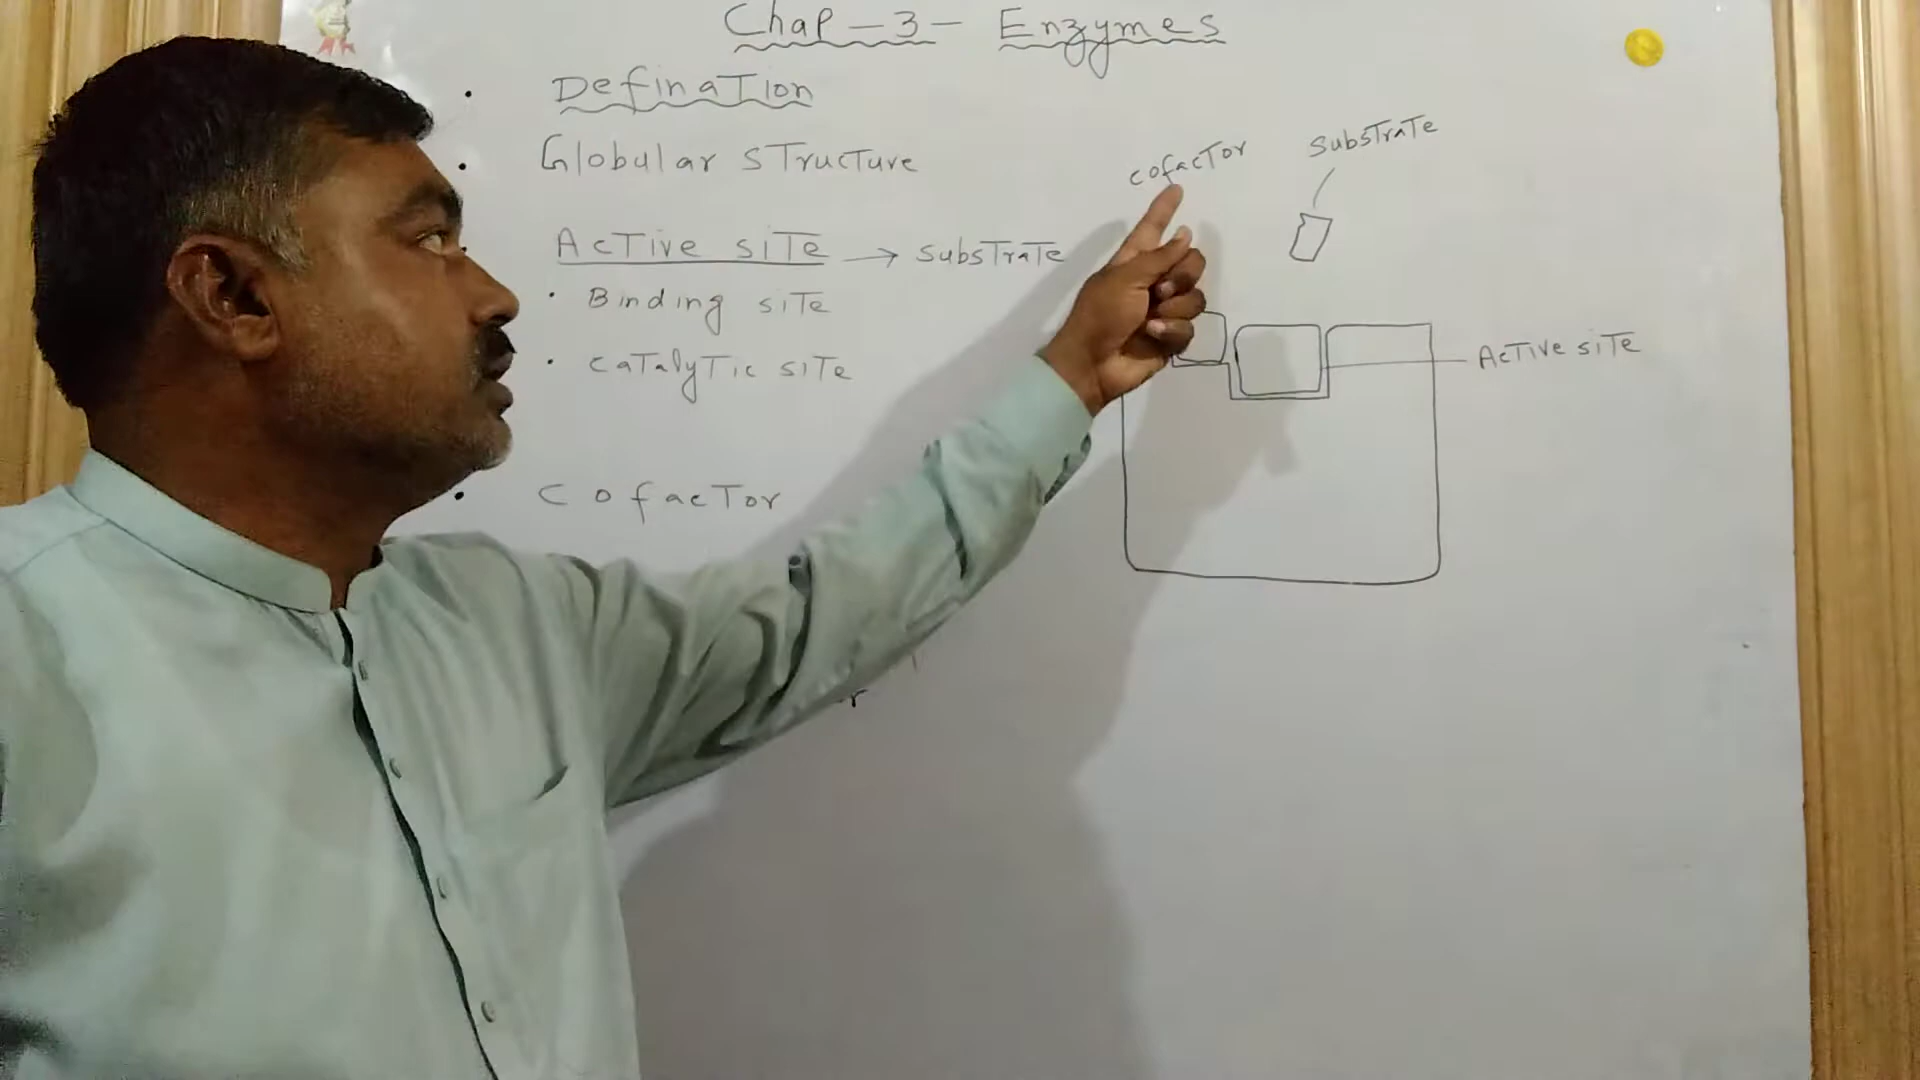 Chap - 3 - Enzymes
Defination
Globular structure
Active site → substrate
Binding site
catalytic site
cofactor
cofactor
substrate
Active site